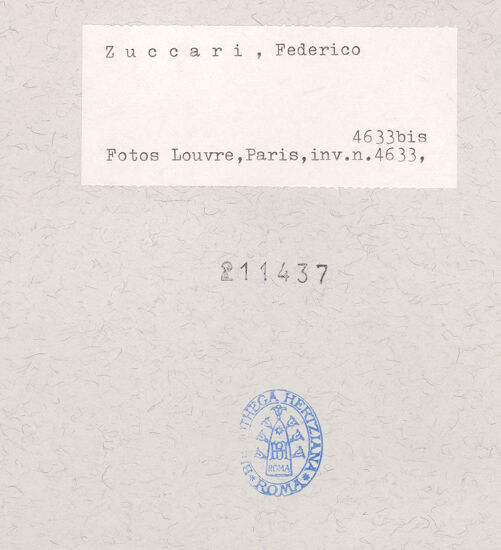 Zuccari, Federico
4633bis
Fotos Louvre,Paris,inv.n.4633,
211437
BIBLIOTHECA HERTZIANA
ROMA
ROMA